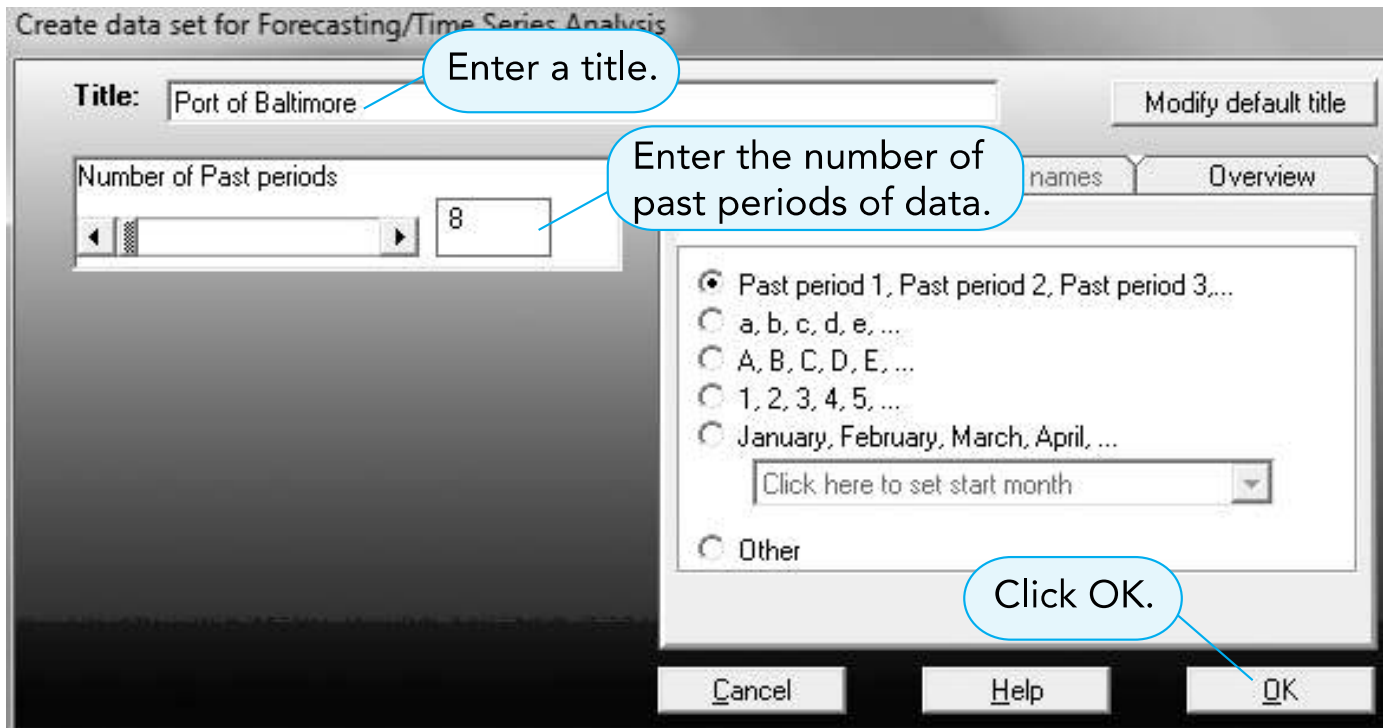 Create data set for Forecasting/Time Series Analysis
Enter a title.
Title:
Port of Baltimore
Modify default title
Number of Past periods
8
Enter the number of
past periods of data.
names
Overview
Past period 1, Past period 2, Past period 3,...
a, b, c, d, e, ...
A, B, C, D, E, ...
1, 2, 3, 4, 5, ...
January, February, March, April, ...
Click here to set start month
Other
Click OK.
Cancel
Help
OK